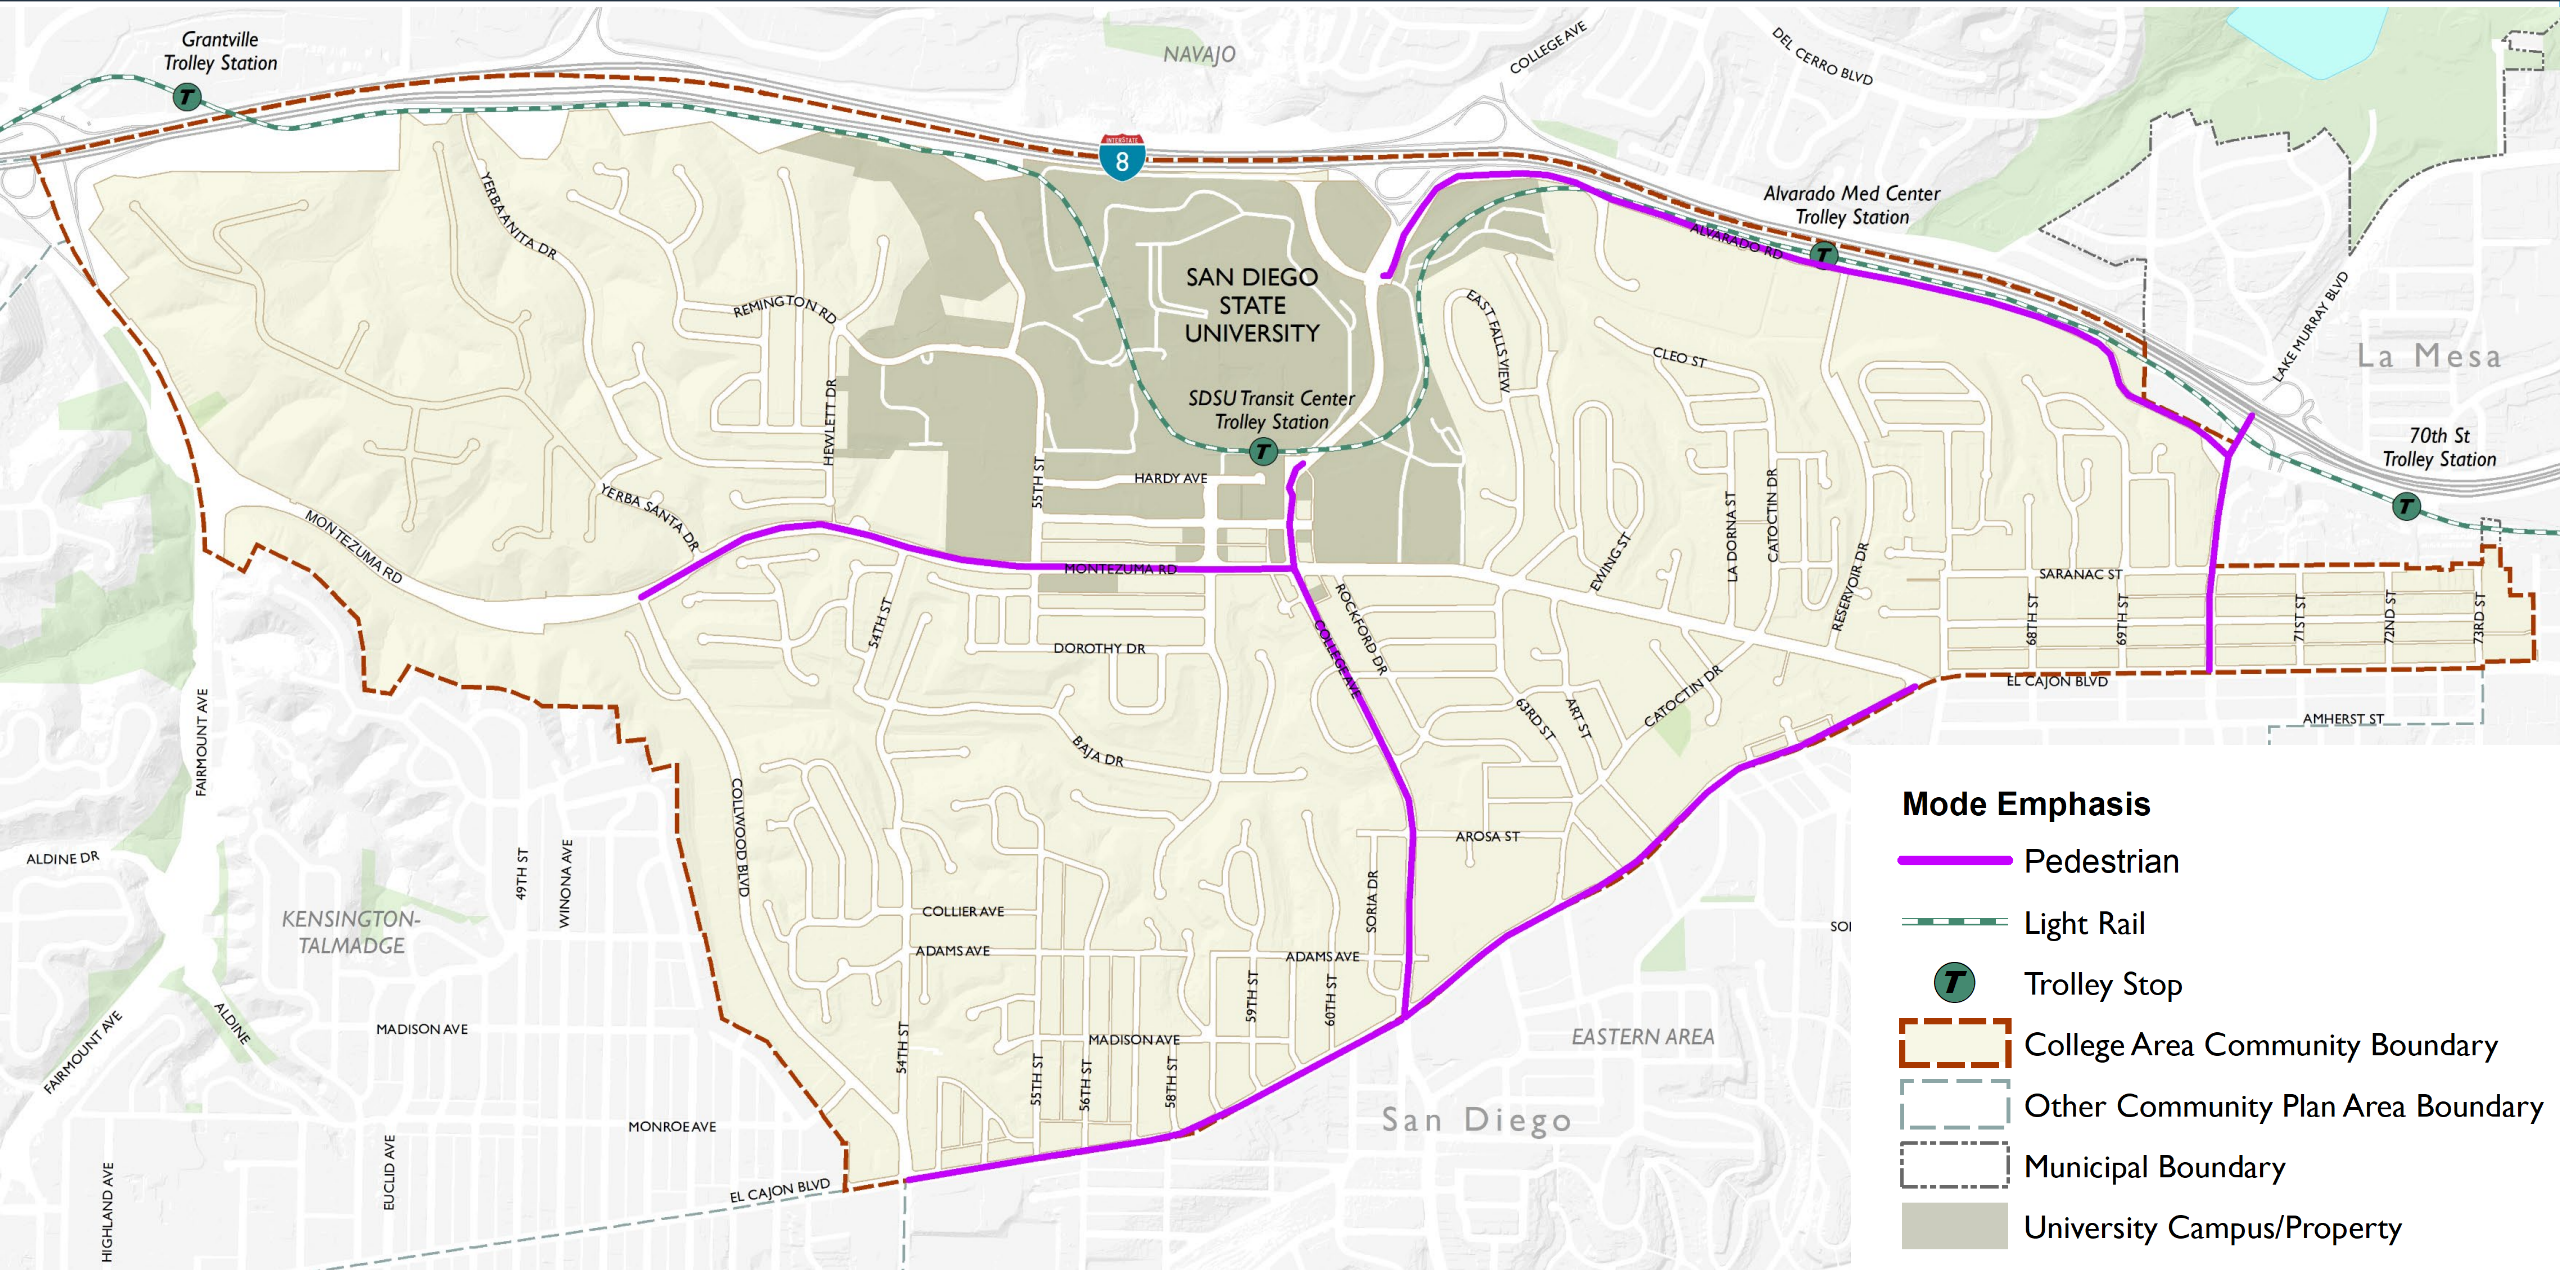 Grantville
Trolley Station
NAVAJO
COLLEGE AVE
DEL CERRO BLVD
INTERSTATE
8
YERBA ANITA DR
Alvarado Med Center
Trolley Station
T
T
ALVARADO RD
LAKE MURRAY BLVD
La Mesa
SAN DIEGO
STATE
UNIVERSITY
REMINGTON RD
EAST FALLS VIEW
CLEO ST
HEWLETT DR
SDSU Transit Center
Trolley Station
T
70th St
Trolley Station
T
HARDY AVE
55TH ST
YERBA SANTA DR
MONTEZUMA RD
MONTEZUMA RD
LA DORNA ST
CATOCTIN DR
EWING ST
RESERVOIR DR
SARANAC ST
68TH ST
69TH ST
71ST ST
72ND ST
73RD ST
54TH ST
DOROTHY DR
ROCKFORD DR
COLLEGE AVE
EL CAJON BLVD
AMHERST ST
CATOCTIN DR
63RD ST
ART ST
BAJA DR
FAIRMOUNT AVE
COLLWOOD BLVD
AROSA ST
ALDINE DR
49TH ST
WINONA AVE
KENSINGTON-
TALMADGE
COLLIER AVE
ADAMS AVE
ADAMS AVE
SORIA DR
SO
59TH ST
60TH ST
MADISON AVE
MADISON AVE
ALDINE
FAIRMOUNT AVE
54TH ST
55TH ST
56TH ST
58TH ST
EASTERN AREA
San Diego
MONROE AVE
EUCLID AVE
HIGHLAND AVE
EL CAJON BLVD
Mode Emphasis
Pedestrian
Light Rail
T
Trolley Stop
College Area Community Boundary
Other Community Plan Area Boundary
Municipal Boundary
University Campus/Property